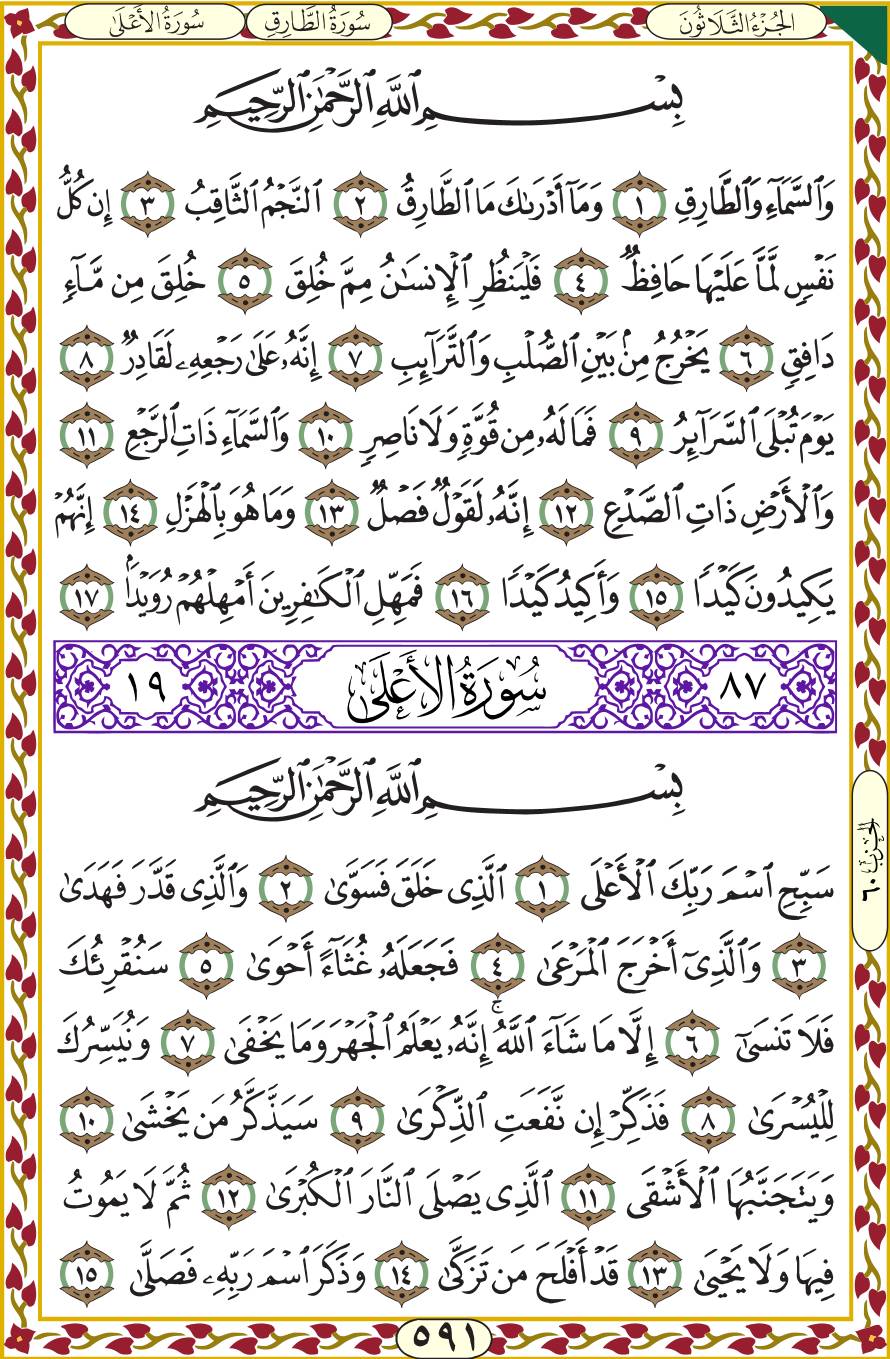 الجُزْءُ الثَّلَاثُونَ
سُورَةُ الطَّارِقِ
سُورَةُ الأَعْلَىٰ
بِسْمِ ٱللَّهِ ٱلرَّحْمَٰنِ ٱلرَّحِيمِ
وَٱلسَّمَآءِ وَٱلطَّارِقِ ١ وَمَآ أَدْرَىٰكَ مَا ٱلطَّارِقُ ٢ ٱلنَّجْمُ ٱلثَّاقِبُ ٣ إِن كُلُّ
نَفْسٍ لَّمَّا عَلَيْهَا حَافِظٌ ٤ فَلْيَنظُرِ ٱلْإِنسَٰنُ مِمَّ خُلِقَ ٥ خُلِقَ مِن مَّآءٍ
دَافِقٍ ٦ يَخْرُجُ مِنۢ بَيْنِ ٱلصُّلْبِ وَٱلتَّرَآئِبِ ٧ إِنَّهُۥ عَلَىٰ رَجْعِهِۦ لَقَادِرٌ ٨
يَوْمَ تُبْلَى ٱلسَّرَآئِرُ ٩ فَمَا لَهُۥ مِن قُوَّةٍ وَلَا نَاصِرٍ ١٠ وَٱلسَّمَآءِ ذَاتِ ٱلرَّجْعِ ١١
وَٱلْأَرْضِ ذَاتِ ٱلصَّدْعِ ١٢ إِنَّهُۥ لَقَوْلٌ فَصْلٌ ١٣ وَمَا هُوَ بِٱلْهَزْلِ ١٤ إِنَّهُمْ
يَكِيدُونَ كَيْدًا ١٥ وَأَكِيدُ كَيْدًا ١٦ فَمَهِّلِ ٱلْكَٰفِرِينَ أَمْهِلْهُمْ رُوَيْدًۢا ١٧
٨٧ سُورَةُ الأَعْلَىٰ ١٩
بِسْمِ ٱللَّهِ ٱلرَّحْمَٰنِ ٱلرَّحِيمِ
سَبِّحِ ٱسْمَ رَبِّكَ ٱلْأَعْلَى ١ ٱلَّذِى خَلَقَ فَسَوَّىٰ ٢ وَٱلَّذِى قَدَّرَ فَهَدَىٰ
٣ وَٱلَّذِىٓ أَخْرَجَ ٱلْمَرْعَىٰ ٤ فَجَعَلَهُۥ غُثَآءً أَحْوَىٰ ٥ سَنُقْرِئُكَ
فَلَا تَنسَىٰٓ ٦ إِلَّا مَا شَآءَ ٱللَّهُ ۚ إِنَّهُۥ يَعْلَمُ ٱلْجَهْرَ وَمَا يَخْفَىٰ ٧ وَنُيَسِّرُكَ
لِلْيُسْرَىٰ ٨ فَذَكِّرْ إِن نَّفَعَتِ ٱلذِّكْرَىٰ ٩ سَيَذَّكَّرُ مَن يَخْشَىٰ ١٠
وَيَتَجَنَّبُهَا ٱلْأَشْقَى ١١ ٱلَّذِى يَصْلَى ٱلنَّارَ ٱلْكُبْرَىٰ ١٢ ثُمَّ لَا يَمُوتُ
فِيهَا وَلَا يَحْيَىٰ ١٣ قَدْ أَفْلَحَ مَن تَزَكَّىٰ ١٤ وَذَكَرَ ٱسْمَ رَبِّهِۦ فَصَلَّىٰ ١٥
الحِزْبُ ٦٠
٥٩١